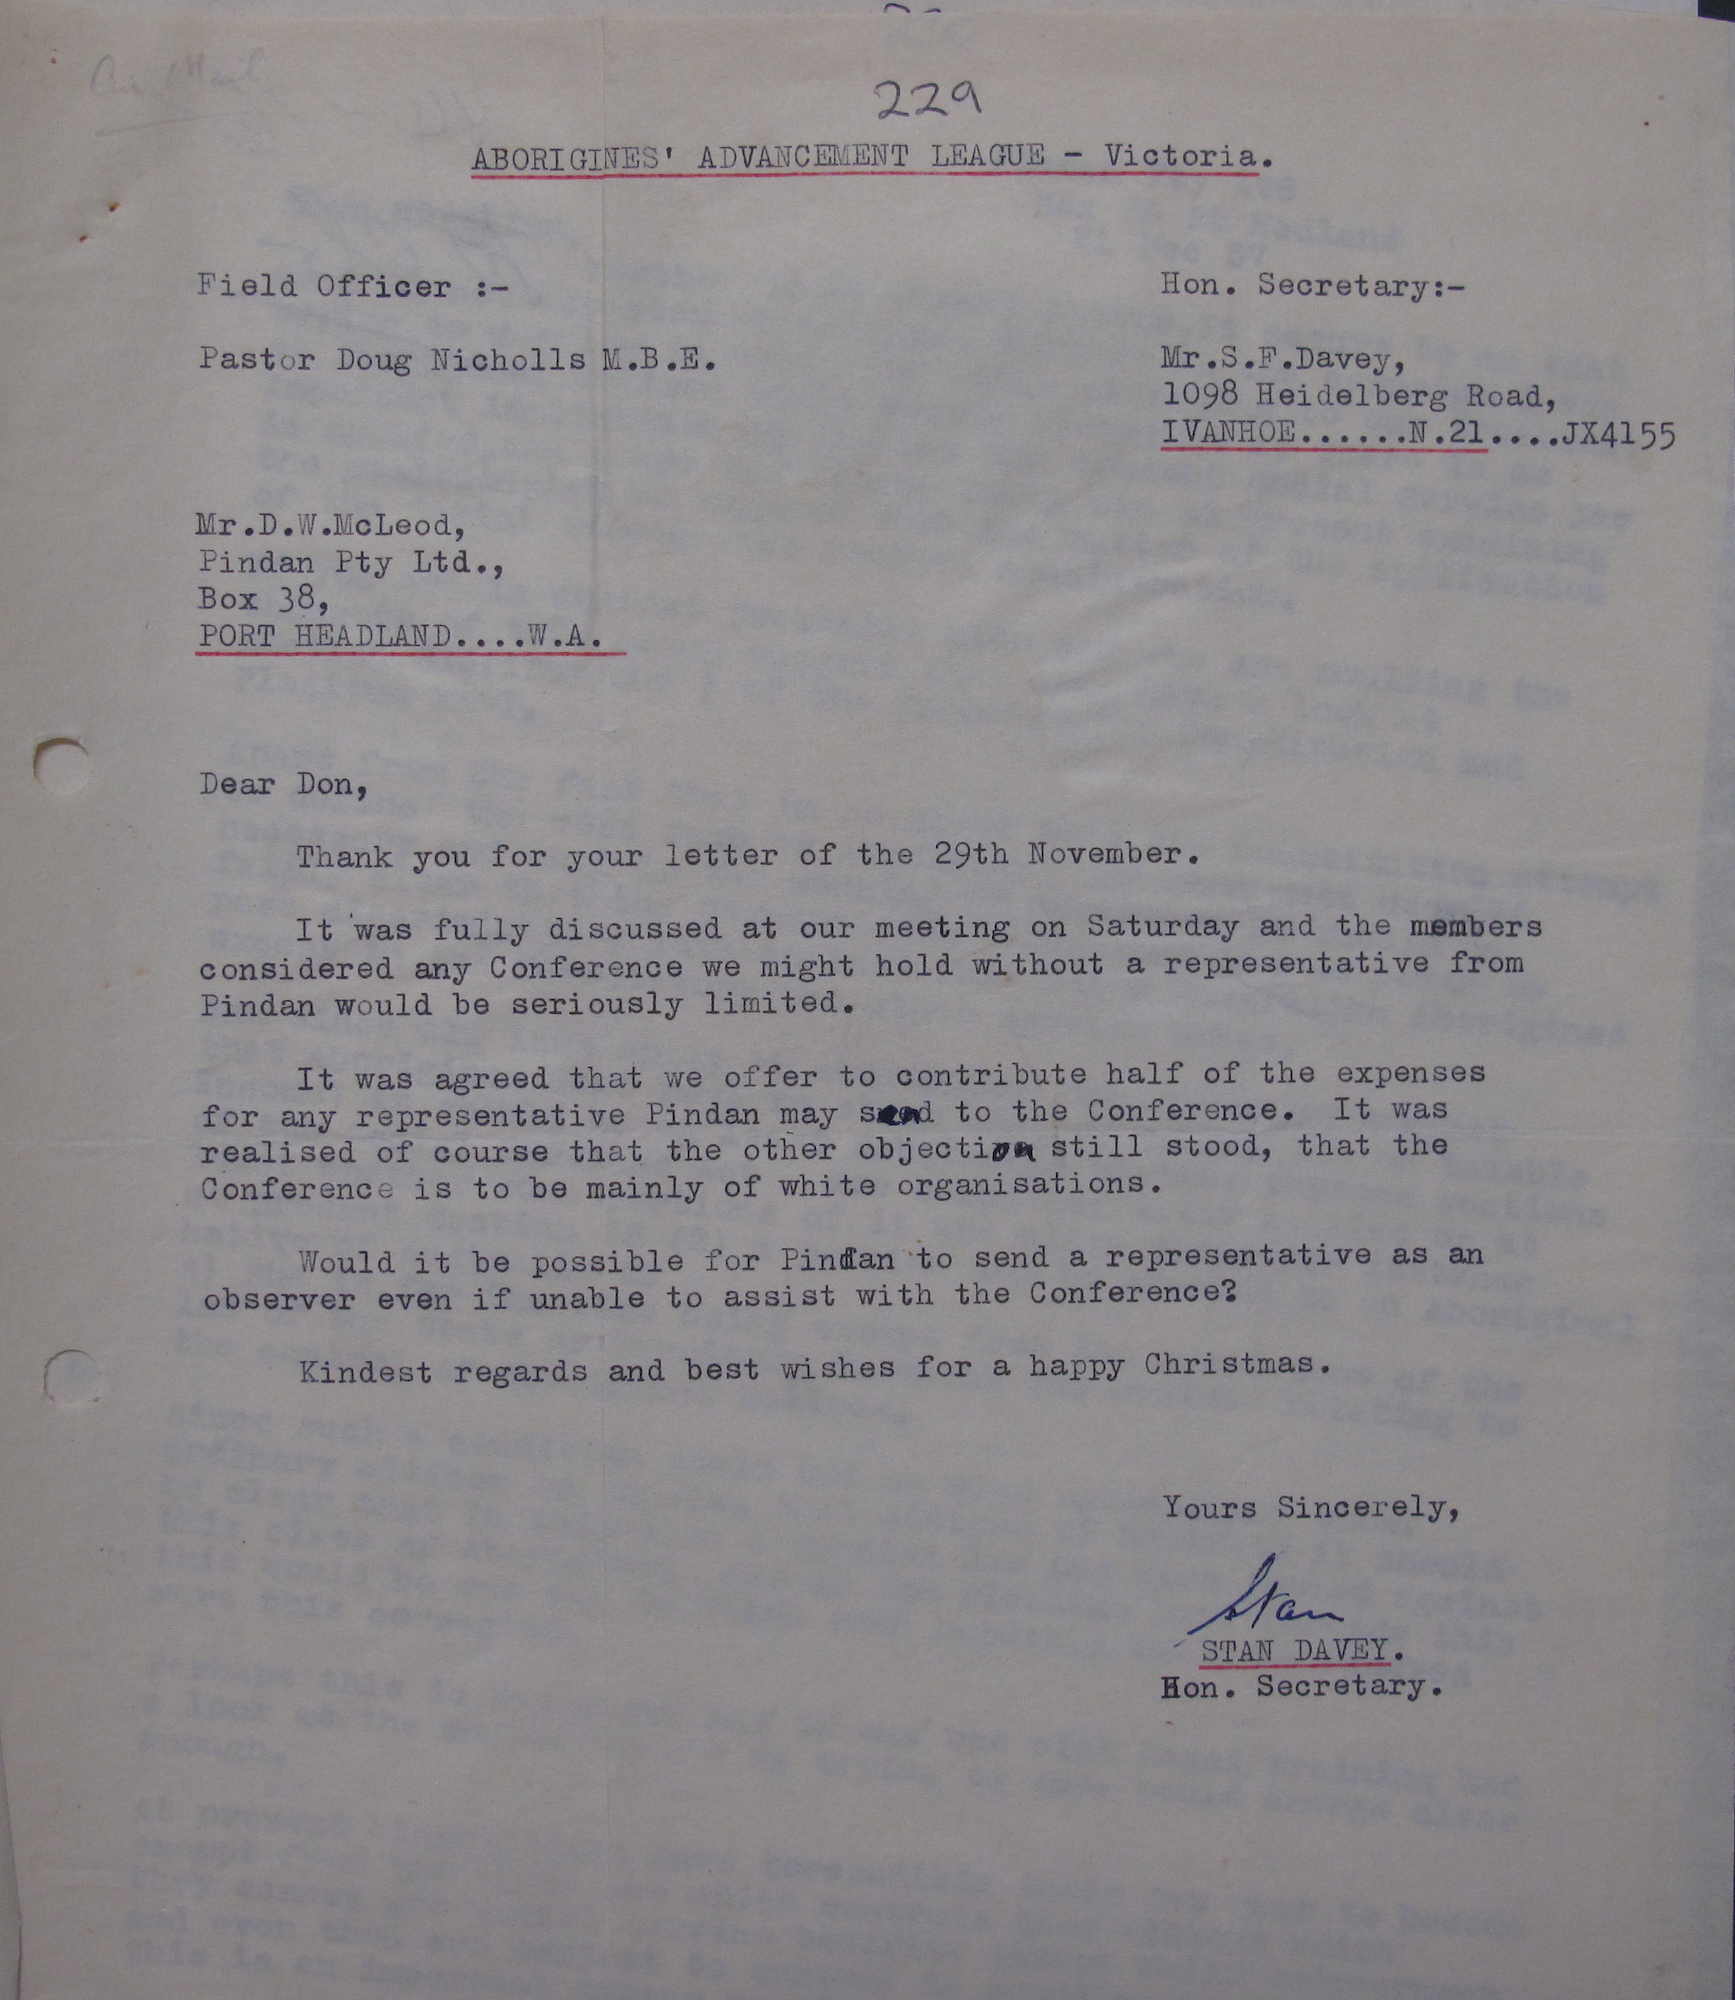 Air Mail
229
ABORIGINES' ADVANCEMENT LEAGUE - Victoria.
Field Officer :-
Hon. Secretary:-
Pastor Doug Nicholls M.B.E.
Mr.S.F.Davey,
1098 Heidelberg Road,
IVANHOE......N.21....JX4155
Mr.D.W.McLeod,
Pindan Pty Ltd.,
Box 38,
PORT HEADLAND....W.A.
Dear Don,
Thank you for your letter of the 29th November.
It was fully discussed at our meeting on Saturday and the members
considered any Conference we might hold without a representative from
Pindan would be seriously limited.
It was agreed that we offer to contribute half of the expenses
for any representative Pindan may send to the Conference. It was
realised of course that the other objection still stood, that the
Conference is to be mainly of white organisations.
Would it be possible for Pindan to send a representative as an
observer even if unable to assist with the Conference?
Kindest regards and best wishes for a happy Christmas.
Yours Sincerely,
Stan
STAN DAVEY.
Hon. Secretary.